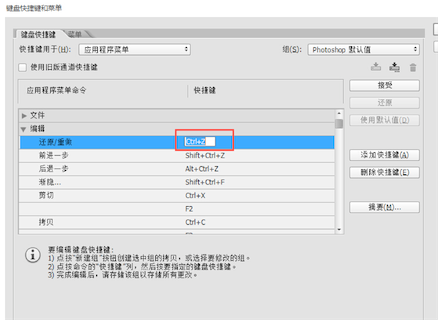 键盘快捷键和菜单
键盘快捷键 菜单
快捷键用于(H): 应用程序菜单 组(S): Photoshop 默认值
使用旧版通道快捷键
应用程序菜单命令 快捷键
文件
编辑
还原/重做 Ctrl+Z
前进一步 Shift+Ctrl+Z
后退一步 Alt+Ctrl+Z
渐隐... Shift+Ctrl+F
剪切 Ctrl+X
F2
拷贝 Ctrl+C
接受
还原
使用默认值(D)
添加快捷键(A)
删除快捷键(E)
摘要(M)...
要编辑键盘快捷键:
1) 点按“新建组”按钮创建选中组的拷贝，或选择要修改的组。
2) 点按命令的“快捷键”列，然后按要指定的键盘快捷键。
3) 完成编辑后，请存储该组以存储所有更改。